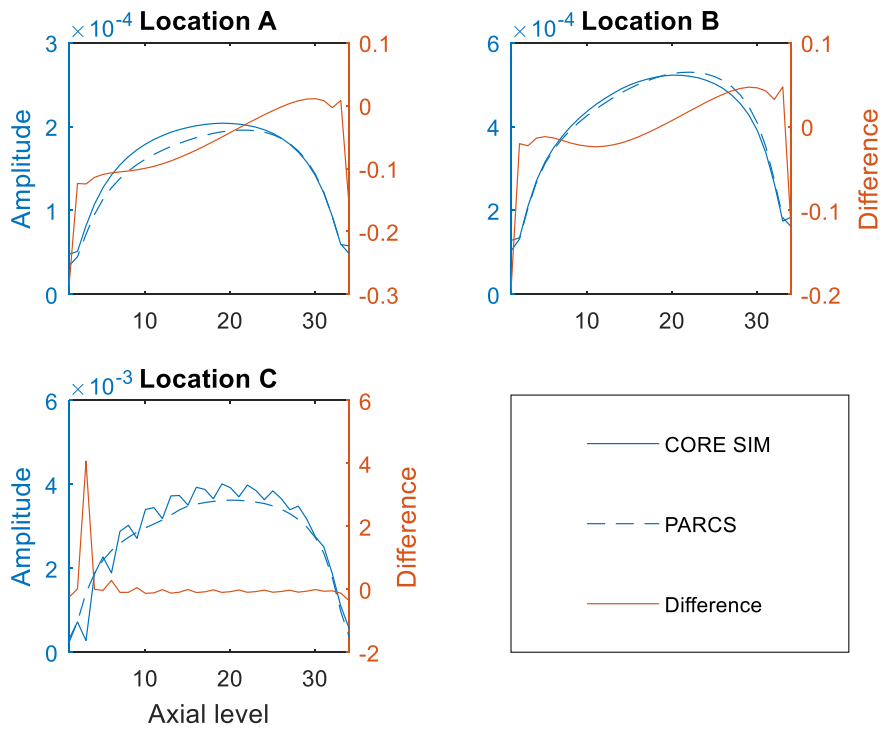 ×10-4 Location A
3
2
1
0
Amplitude
0.1
0
-0.1
-0.2
-0.3
10 20 30
×10-4 Location B
6
4
2
0
0.1
0
-0.1
-0.2
Difference
10 20 30
×10-3 Location C
6
4
2
0
Amplitude
6
4
2
0
-2
Difference
10 20 30
Axial level
CORE SIM
PARCS
Difference